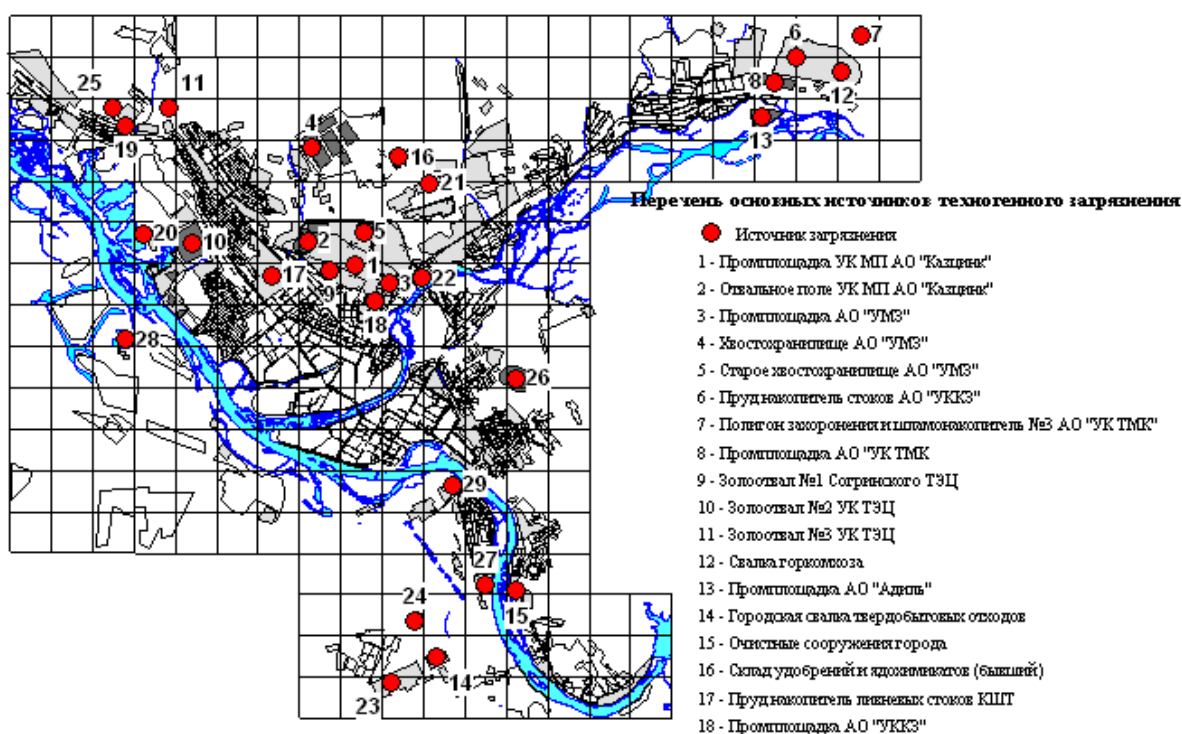 6
7
25
11
8
12
4
13
19
16
21
Перечень основных источников техногенного загрязнения
20
10
2
5
Источник загрязнения
17
9
1
3
22
1 - Промплощадка УК МП АО "Казцинк"
2 - Отвальное поле УК МП АО "Казцинк"
18
3 - Промплощадка АО "УМЗ"
28
4 - Хвостохранилище АО "УМЗ"
5 - Старое хвостохранилище АО "УМЗ"
26
6 - Пруд накопитель стоков АО "УККЗ"
7 - Полигон захоронения и шламонакопитель №3 АО "УК ТМК"
8 - Промплощадка АО "УК ТМК
9 - Золоотвал №1 Согринского ТЭЦ
29
10 - Золоотвал №2 УК ТЭЦ
11 - Золоотвал №3 УК ТЭЦ
27
12 - Свалка горкомхоза
13 - Промплощадка АО "Адиль"
24
15
14 - Городская свалка твердобытовых отходов
15 - Очистные сооружения города
16 - Склад удобрений и ядохимикатов (бывший)
14
23
17 - Пруд накопитель ливневых стоков КШТ
18 - Промплощадка АО "УККЗ"